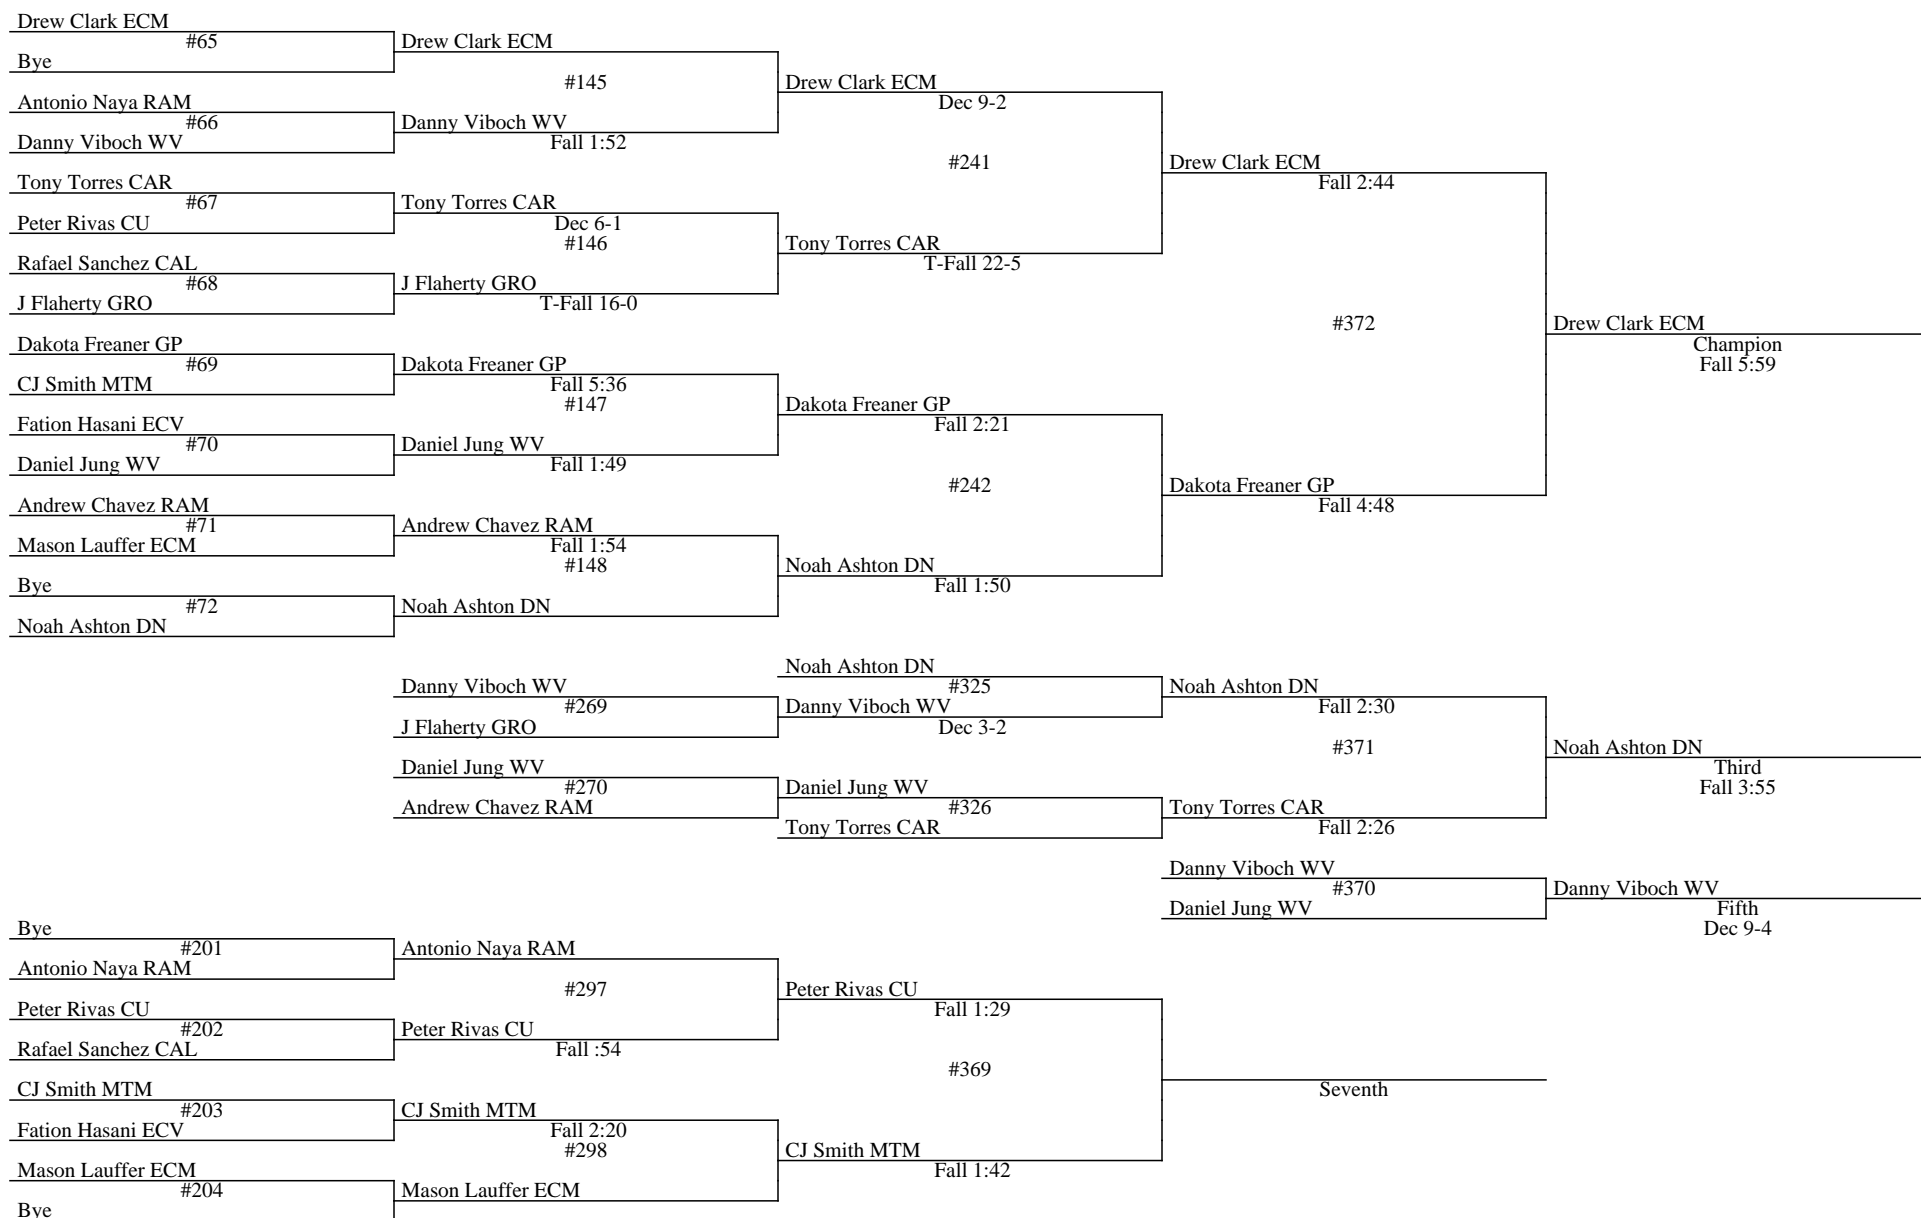 Drew Clark ECM
#65
Bye
Antonio Naya RAM
#66
Danny Viboch WV
Tony Torres CAR
#67
Peter Rivas CU
Rafael Sanchez CAL
#68
J Flaherty GRO
Dakota Freaner GP
#69
CJ Smith MTM
Fation Hasani ECV
#70
Daniel Jung WV
Andrew Chavez RAM
#71
Mason Lauffer ECM
Bye
#72
Noah Ashton DN
Drew Clark ECM
#145
Danny Viboch WV
Fall 1:52
Tony Torres CAR
Dec 6-1
#146
J Flaherty GRO
T-Fall 16-0
Dakota Freaner GP
Fall 5:36
#147
Daniel Jung WV
Fall 1:49
Andrew Chavez RAM
Fall 1:54
#148
Noah Ashton DN
Drew Clark ECM
Dec 9-2
#241
Tony Torres CAR
T-Fall 22-5
Dakota Freaner GP
Fall 2:21
#242
Noah Ashton DN
Fall 1:50
Drew Clark ECM
Fall 2:44
#372
Dakota Freaner GP
Fall 4:48
Drew Clark ECM
Champion
Fall 5:59
Danny Viboch WV
#269
J Flaherty GRO
Daniel Jung WV
#270
Andrew Chavez RAM
Noah Ashton DN
#325
Danny Viboch WV
Dec 3-2
Daniel Jung WV
#326
Tony Torres CAR
Noah Ashton DN
Fall 2:30
#371
Tony Torres CAR
Fall 2:26
Noah Ashton DN
Third
Fall 3:55
Danny Viboch WV
#370
Daniel Jung WV
Danny Viboch WV
Fifth
Dec 9-4
Bye
#201
Antonio Naya RAM
Peter Rivas CU
#202
Rafael Sanchez CAL
CJ Smith MTM
#203
Fation Hasani ECV
Mason Lauffer ECM
#204
Bye
Antonio Naya RAM
#297
Peter Rivas CU
Fall :54
CJ Smith MTM
Fall 2:20
#298
Mason Lauffer ECM
Peter Rivas CU
Fall 1:29
#369
CJ Smith MTM
Fall 1:42
Seventh